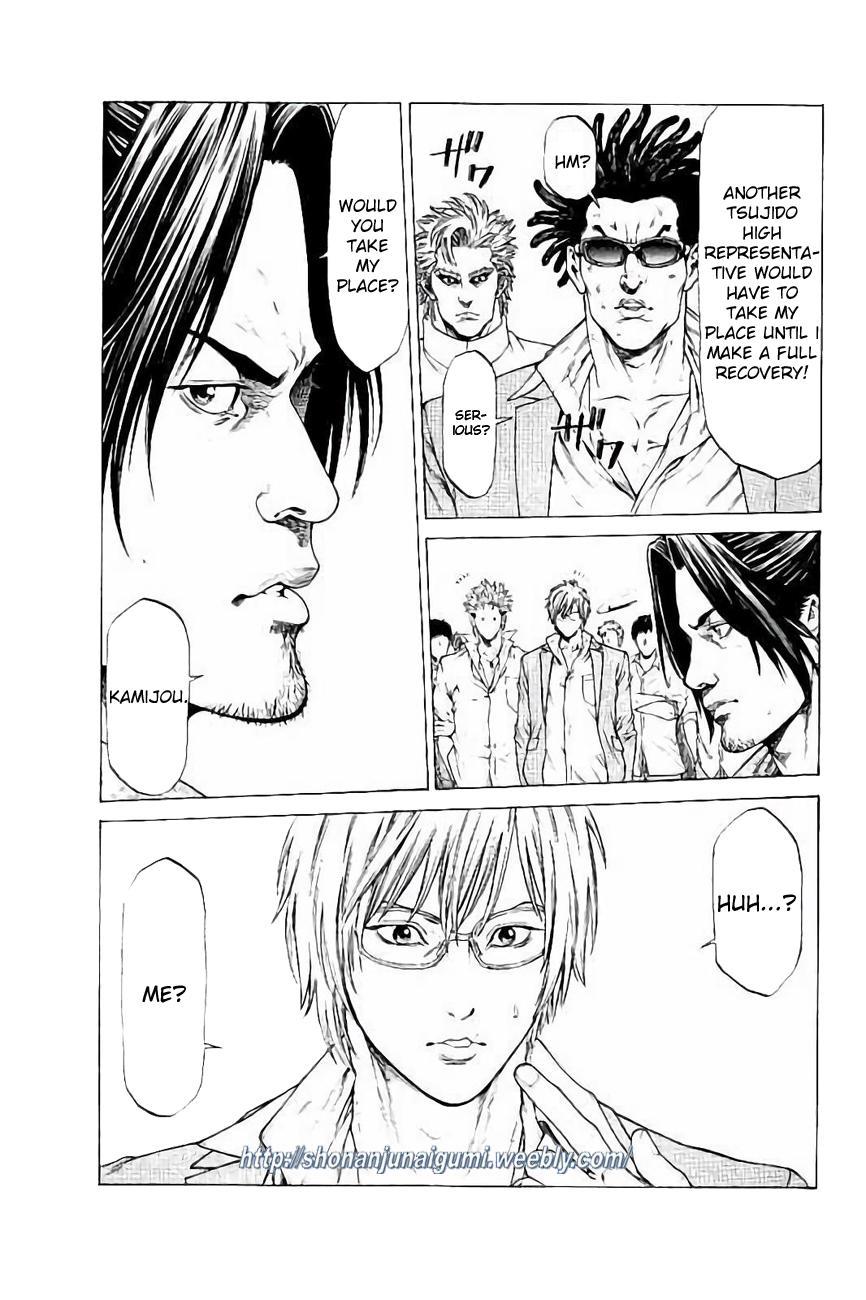 ANOTHER
TSUJIDO
HIGH
REPRESENTA-
TIVE WOULD
HAVE TO
TAKE MY
PLACE UNTIL I
MAKE A FULL
RECOVERY!
HM?
ザワ
SER-
IOUS?
ザワ
WOULD
YOU
TAKE
MY
PLACE?
KAMIJOU.
HUH...?
ME?
http://shonanjunaigumi.weebly.com/